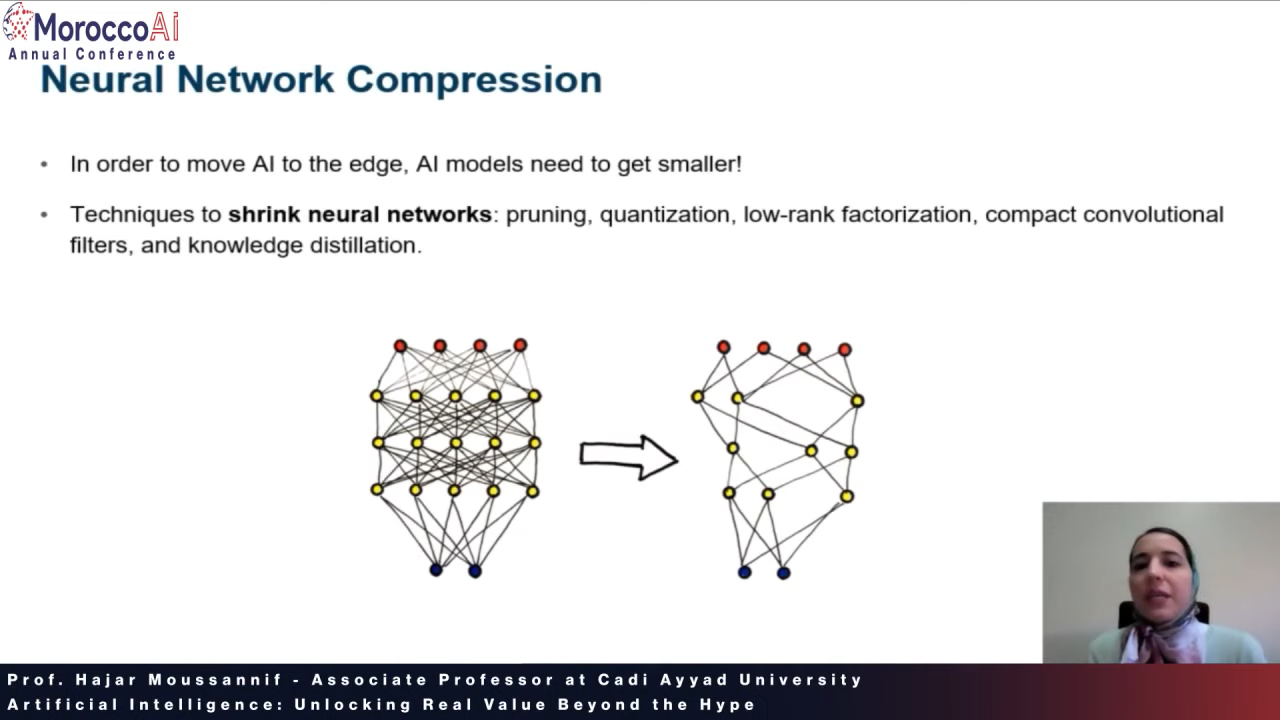 MoroccoAi
Annual Conference
Neural Network Compression
• In order to move AI to the edge, AI models need to get smaller!
• Techniques to shrink neural networks: pruning, quantization, low-rank factorization, compact convolutional
filters, and knowledge distillation.
Prof. Hajar Moussannif - Associate Professor at Cadi Ayyad University
Artificial Intelligence: Unlocking Real Value Beyond the Hype